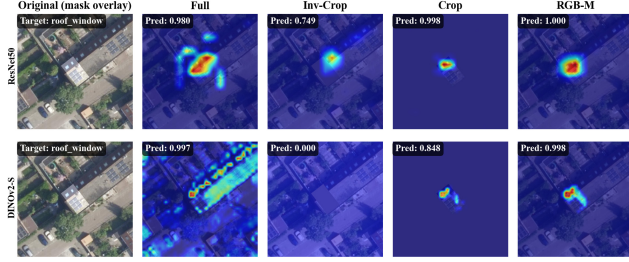 Original (mask overlay) Full Inv-Crop Crop RGB-M
ResNet50
Target: roof_window Pred: 0.980 Pred: 0.749 Pred: 0.998 Pred: 1.000
DINOv2-S
Target: roof_window Pred: 0.997 Pred: 0.000 Pred: 0.848 Pred: 0.998